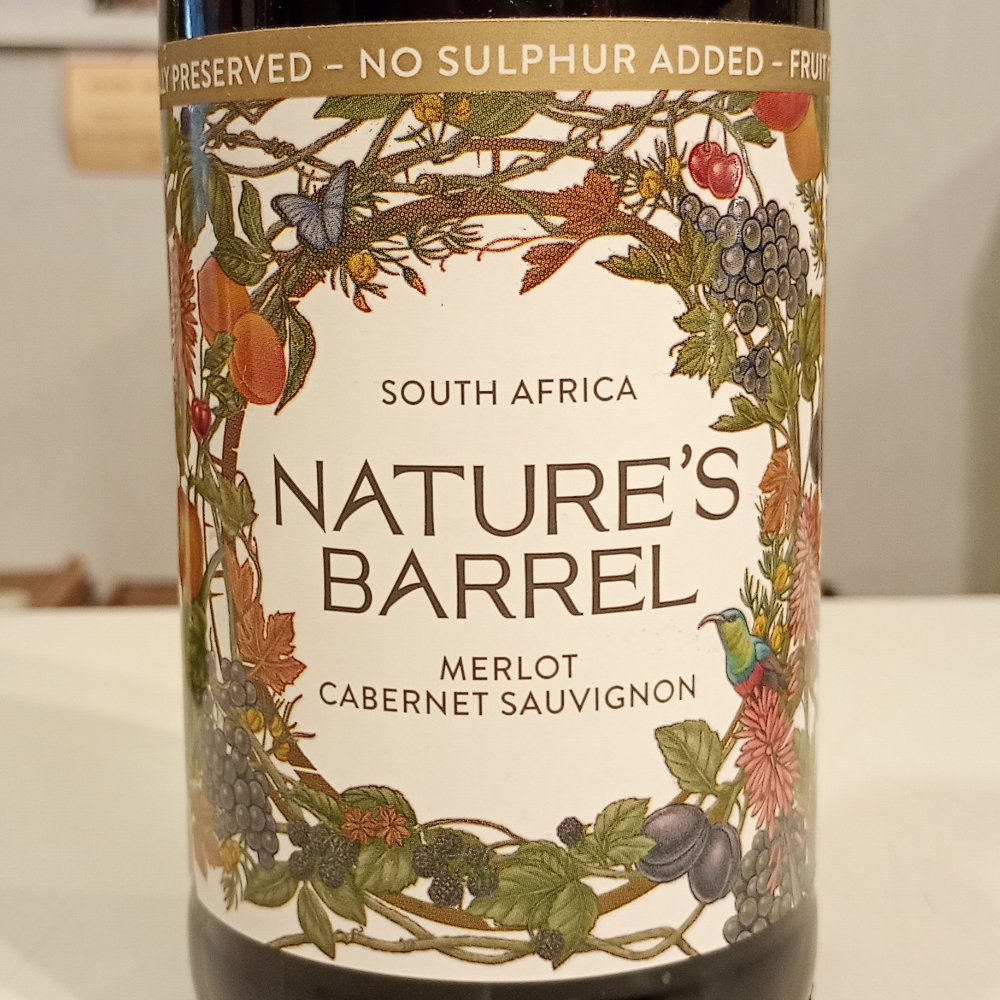 PRESERVED – NO SULPHUR ADDED – FRUIT
SOUTH AFRICA
NATURE'S
BARREL
MERLOT
CABERNET SAUVIGNON